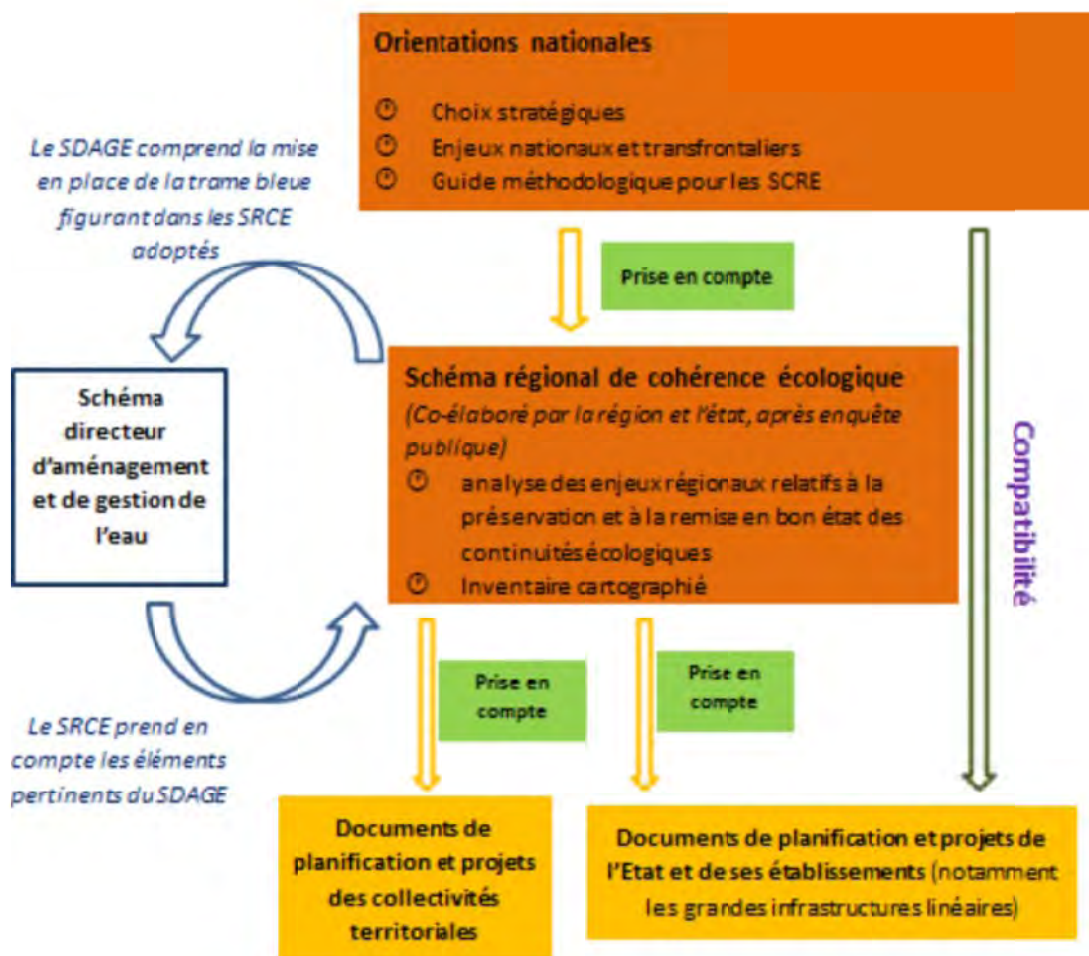 Orientations nationales
Choix stratégiques
Enjeux nationaux et transfrontaliers
Guide méthodologique pour les SCRE
Le SDAGE comprend la mise
en place de la trame bleue
figurant dans les SRCE
adoptés
Prise en compte
Schéma
directeur
d'aménagement
et de gestion de
l'eau
Schéma régional de cohérence écologique
(Co-élaboré par la région et l'état, après enquête
publique)
analyse des enjeux régionaux relatifs à la
préservation et à la remise en bon état des
continuités écologiques
Inventaire cartographié
Compatibilité
Prise en
compte
Prise en
compte
Le SRCE prend en
compte les éléments
pertinents du SDAGE
Documents de
planification et projets
des collectivités
territoriales
Documents de planification et projets de
l'Etat et de ses établissements (notamment
les grandes infrastructures linéaires)